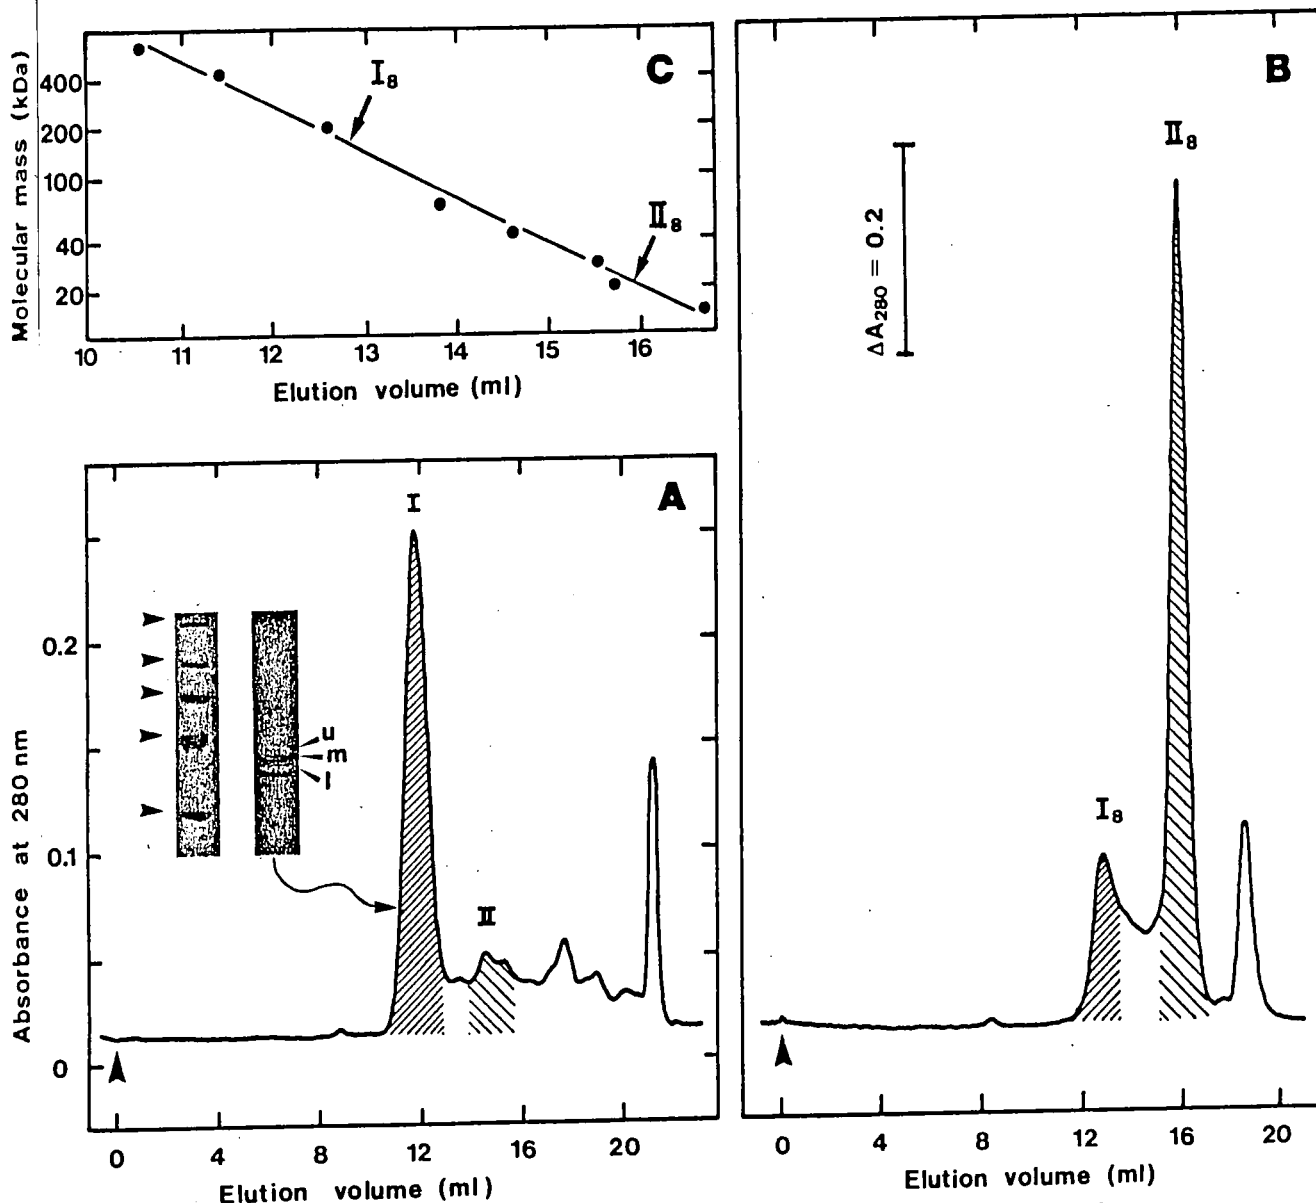 C
Molecular mass (kDa)
400
200
100
40
20
I₈
II₈
10 11 12 13 14 15 16
Elution volume (ml)
A
I
II
u
m
l
0.2
0.1
0
Absorbance at 280 nm
0 4 8 12 16 20
Elution volume (ml)
B
II₈
ΔA₂₈₀ = 0.2
I₈
0 4 8 12 16 20
Elution volume (ml)